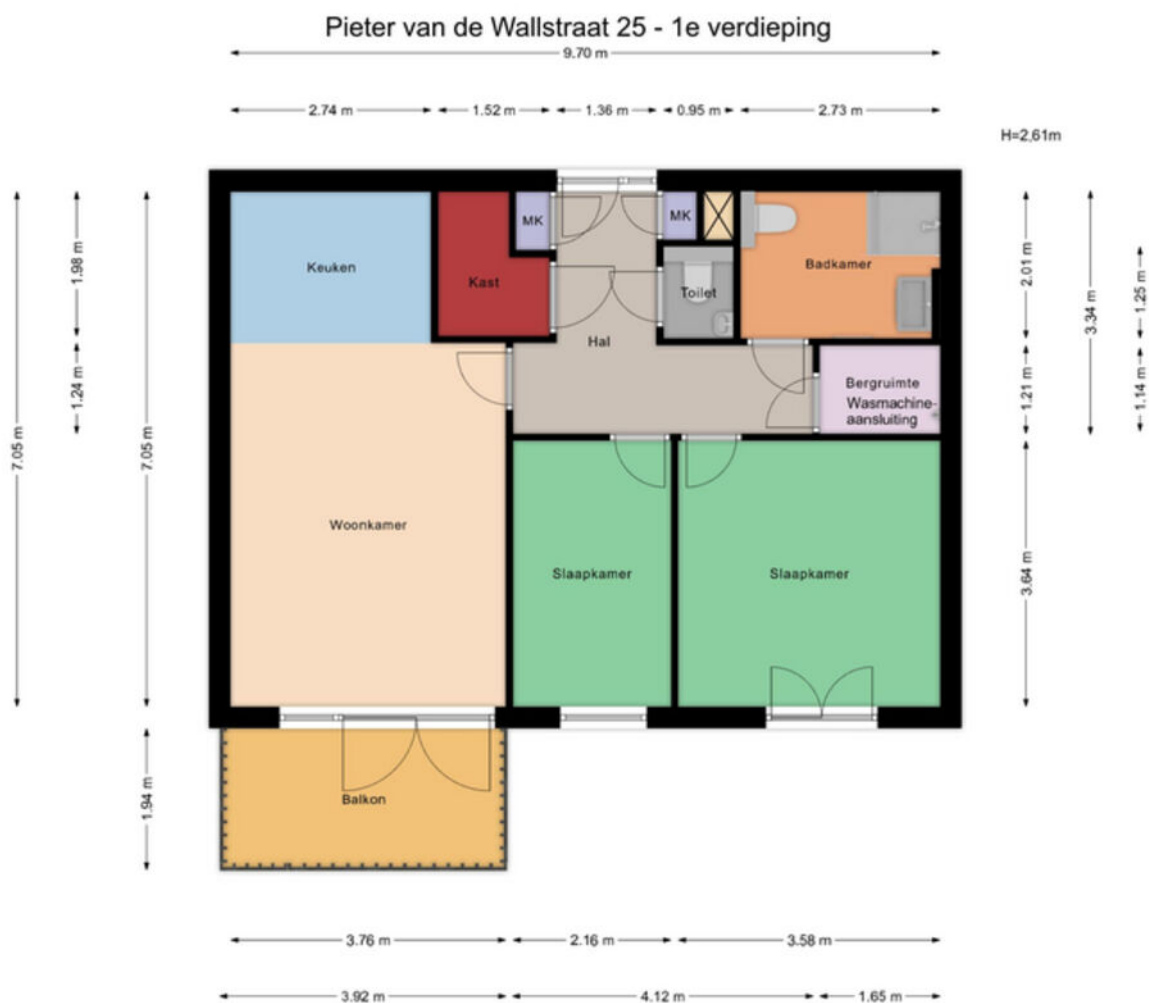 Pieter van de Wallstraat 25 - 1e verdieping
9.70 m
2.74 m
1.52 m
1.36 m
0.95 m
2.73 m
H=2,61m
7.05 m
1.98 m
1.24 m
7.05 m
1.94 m
Keuken
Kast
MK
MK
Toilet
Badkamer
Hal
Bergruimte
Wasmachine-
aansluiting
Woonkamer
Slaapkamer
Slaapkamer
Balkon
2.01 m
1.21 m
3.34 m
1.25 m
1.14 m
3.64 m
3.76 m
2.16 m
3.58 m
3.92 m
4.12 m
1.65 m